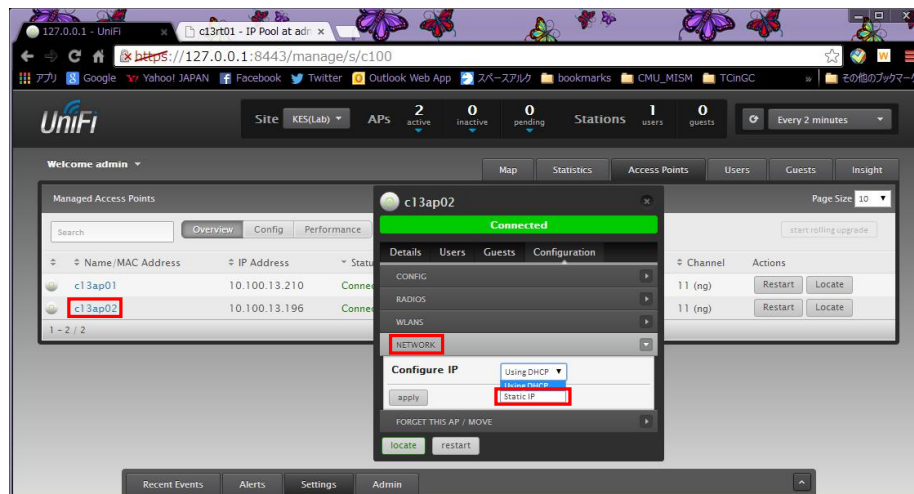 127.0.0.1 - UniFi
c13rt01 - IP Pool at adm
https://127.0.0.1:8443/manage/s/c100
アプリ Google Yahoo! JAPAN Facebook Twitter Outlook Web App スペースアルク bookmarks CMU_MISM TCinGC » その他のブックマー
UniFi
Site KES(Lab) APs 2 active 0 inactive 0 pending Stations 1 users 0 guests Every 2 minutes
Welcome admin
Map Statistics Access Points Users Guests Insight
Managed Access Points
Page Size 10
Search Overview Config Performance
start rolling upgrade
Name/MAC Address IP Address Statu Channel Actions
c13ap01 10.100.13.210 Connec 11 (ng) Restart Locate
c13ap02 10.100.13.196 Connec 11 (ng) Restart Locate
1 - 2 / 2
c13ap02
Connected
Details Users Guests Configuration
CONFIG
RADIOS
WLANS
NETWORK
Configure IP Using DHCP
Using DHCP
Static IP
apply
FORGET THIS AP / MOVE
locate restart
Recent Events Alerts Settings Admin